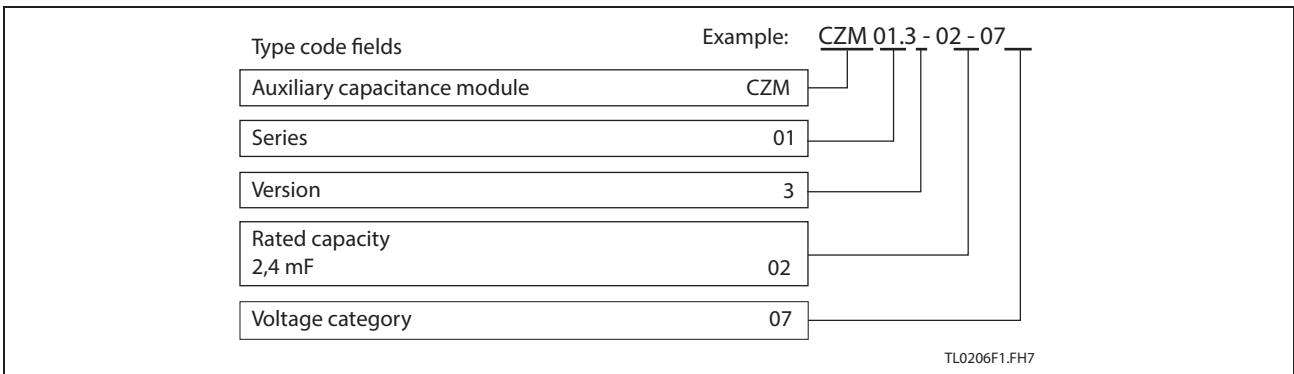 Type code fields
Example: CZM 01.3 - 02 - 07
Auxiliary capacitance module CZM
Series 01
Version 3
Rated capacity
2,4 mF 02
Voltage category 07
TL0206F1.FH7